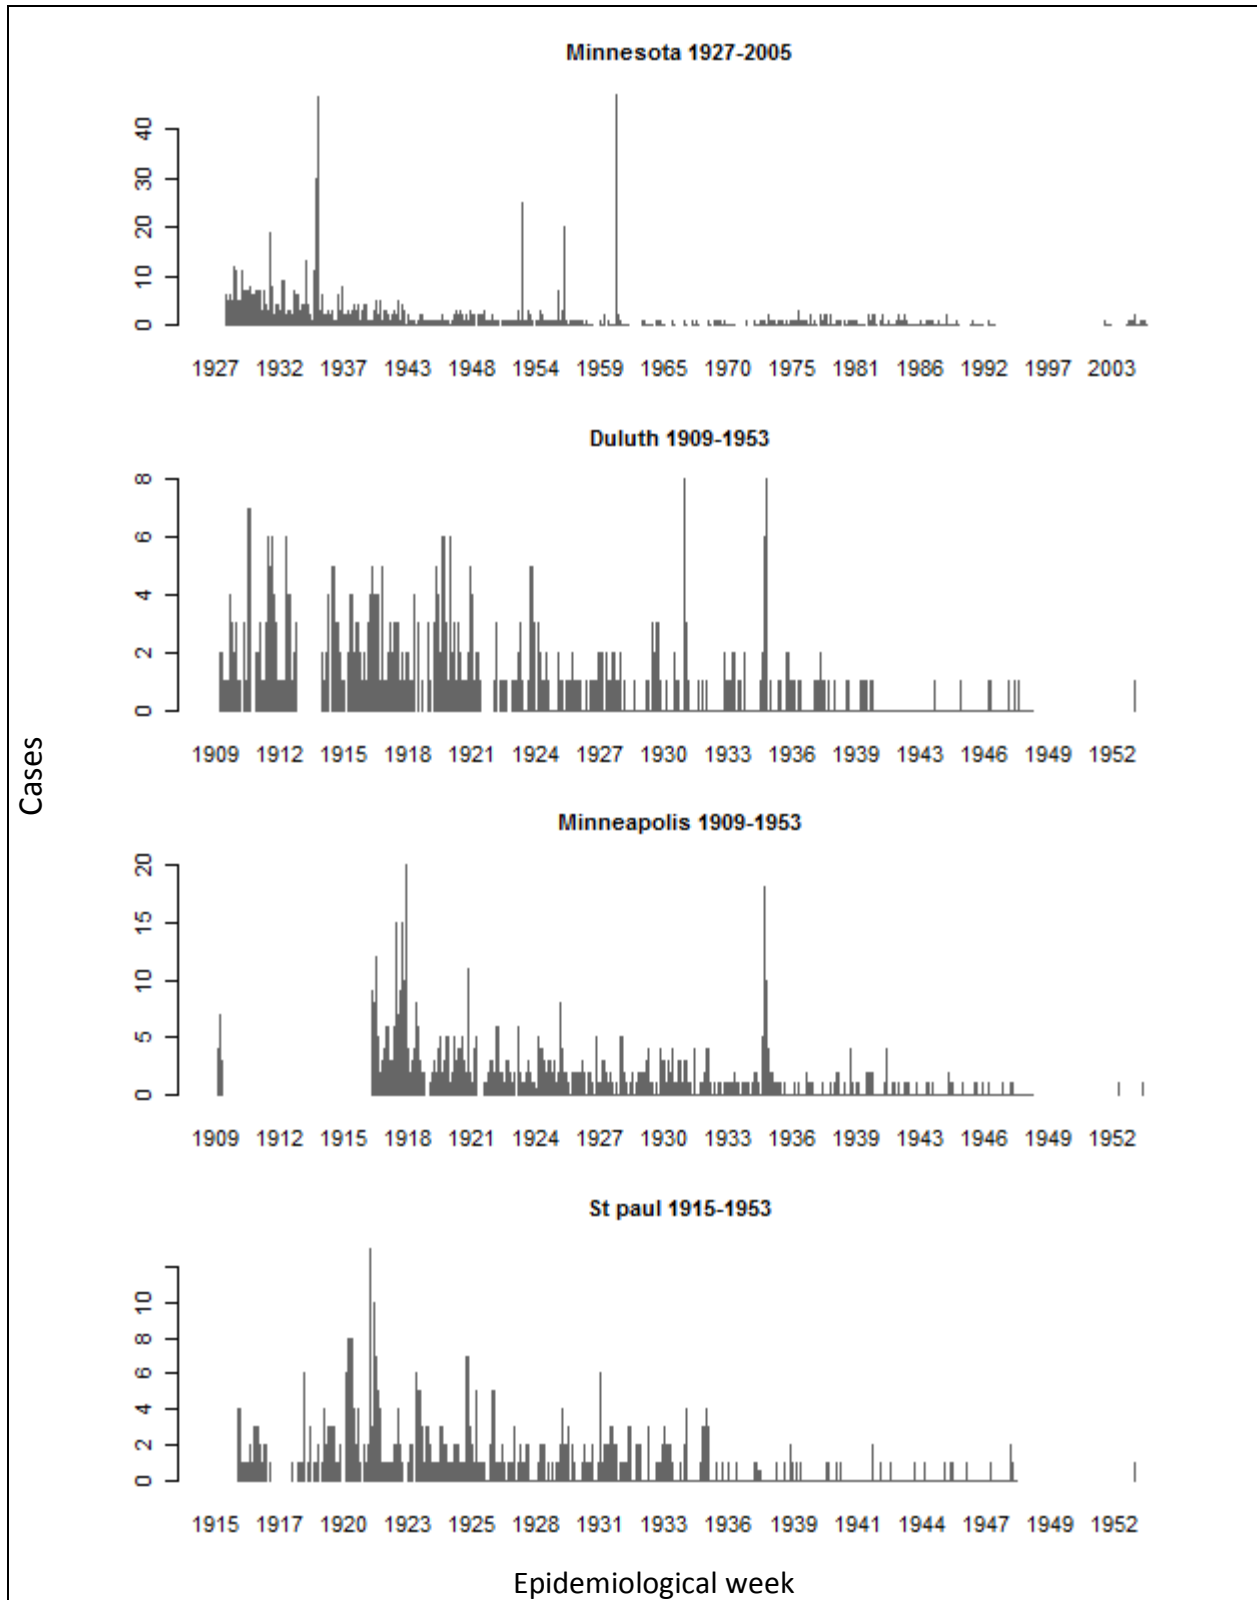 Minnesota 1927-2005
40
30
20
10
0
1927 1932 1937 1943 1948 1954 1959 1965 1970 1975 1981 1986 1992 1997 2003
Duluth 1909-1953
8
6
4
2
0
1909 1912 1915 1918 1921 1924 1927 1930 1933 1936 1939 1943 1946 1949 1952
Cases
Minneapolis 1909-1953
20
15
10
5
0
1909 1912 1915 1918 1921 1924 1927 1930 1933 1936 1939 1943 1946 1949 1952
St paul 1915-1953
10
8
6
4
2
0
1915 1917 1920 1923 1925 1928 1931 1933 1936 1939 1941 1944 1947 1949 1952
Epidemiological week